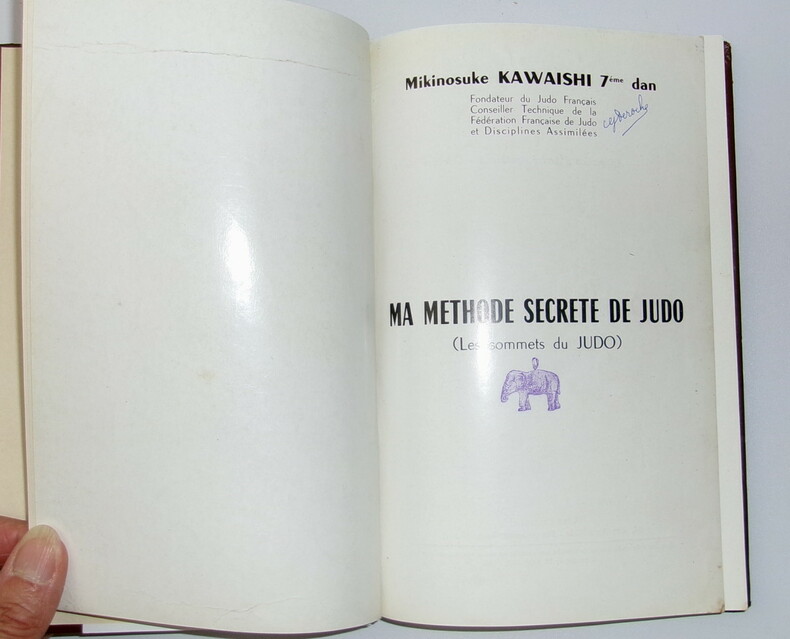 Mikinosuke KAWAISHI 7ème dan
Fondateur du Judo Français
Conseiller Technique de la
Fédération Française de Judo
et Disciplines Assimilées
MA METHODE SECRETE DE JUDO
(Les sommets du JUDO)